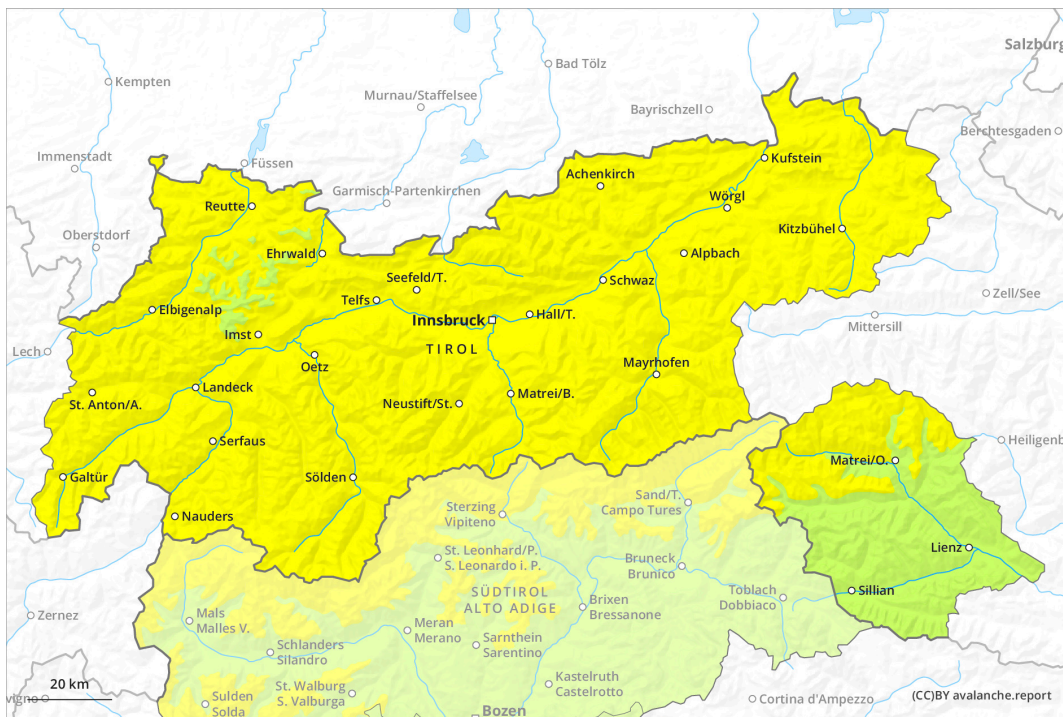 Salzburg
Bad Tölz
Kempten
Murnau/Staffelsee
Bayrischzell
Berchtesgaden
Immenstadt
Füssen
Kufstein
Achenkirch
Garmisch-Partenkirchen
Reutte
Wörgl
Oberstdorf
Kitzbühel
Ehrwald
Alpbach
Seefeld/T.
Schwaz
Zell/See
Telfs
Elbigenalp
Innsbruck
Hall/T.
Mittersill
Imst
TIROL
Lech
Oetz
Mayrhofen
Landeck
St. Anton/A.
Neustift/St.
Matrei/B.
Serfaus
Heiligenb
Matrei/O.
Galtür
Sölden
Sand/T.
Campo Tures
Sterzing
Vipiteno
Nauders
Lienz
St. Leonhard/P.
S. Leonardo i. P.
Bruneck
Brunico
SÜDTIROL
ALTO ADIGE
Toblach
Dobbiaco
Sillian
Brixen
Bressanone
Zernez
Mals
Malles V.
Meran
Merano
Schlanders
Silandro
Sarnthein
Sarentino
Kastelruth
Castelrotto
20 km
St. Walburg
S. Valburga
vigno
Sulden
Solda
Cortina d'Ampezzo
(CC)BY avalanche.report
Bozen